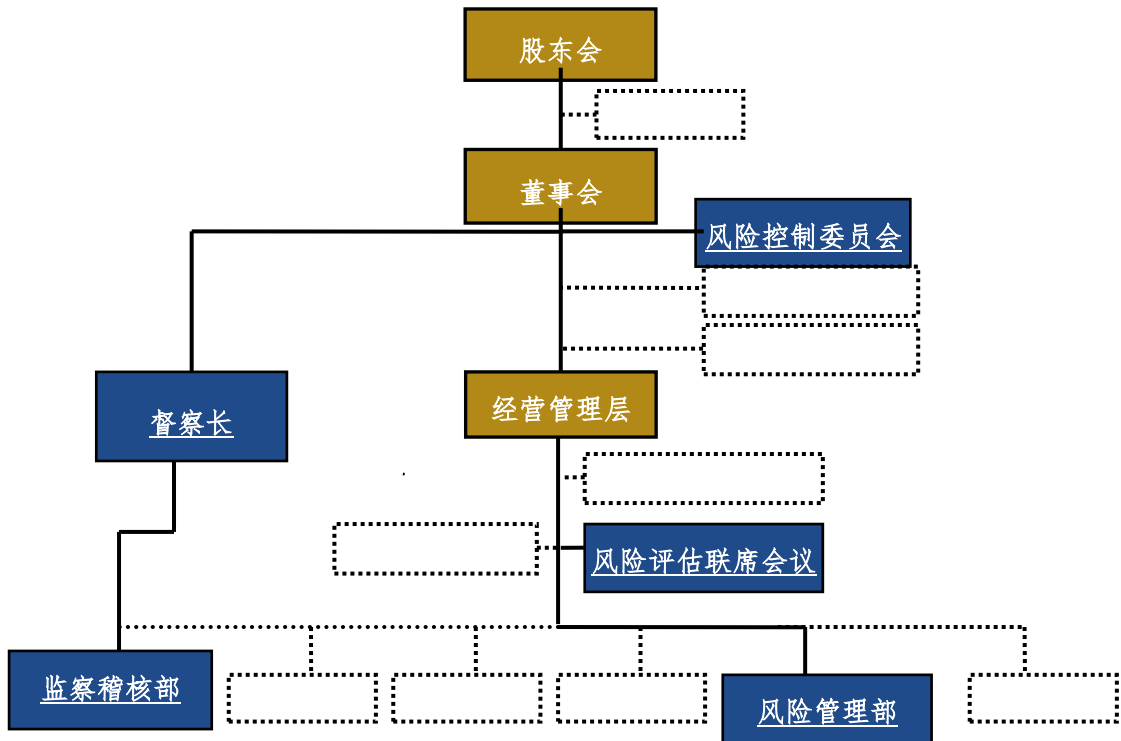 股东会
董事会
风险控制委员会
督察长
经营管理层
风险评估联席会议
监察稽核部
风险管理部